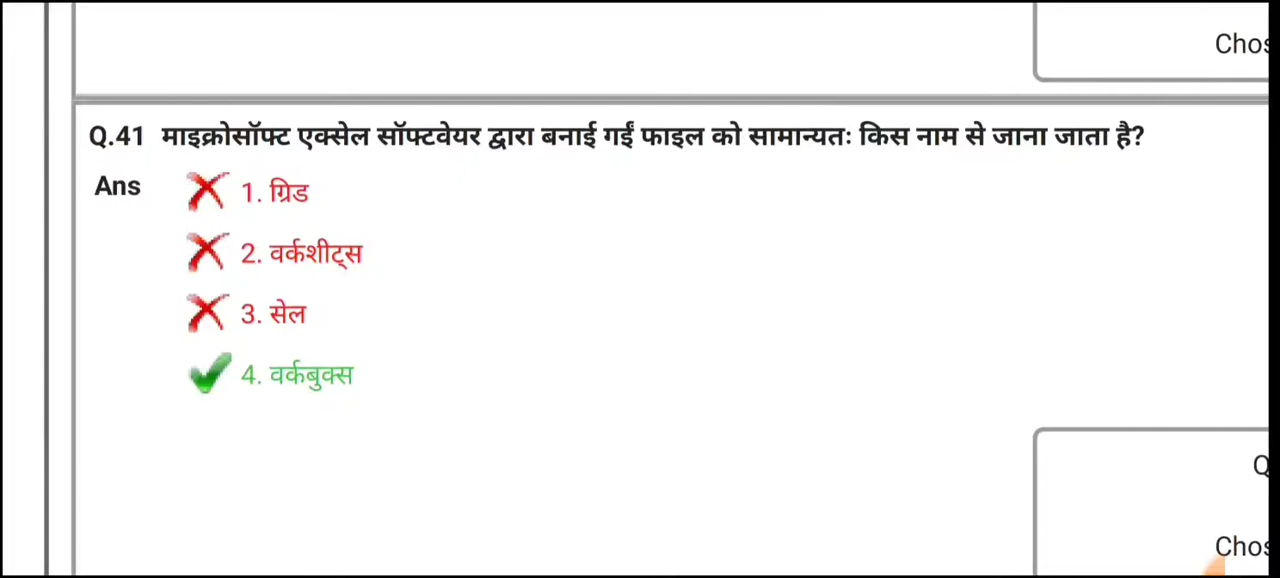 Chos
Q.41 माइक्रोसॉफ्ट एक्सेल सॉफ्टवेयर द्वारा बनाई गईं फाइल को सामान्यतः किस नाम से जाना जाता है?
Ans 1. ग्रिड
2. वर्कशीट्स
3. सेल
4. वर्कबुक्स
Q
Chos